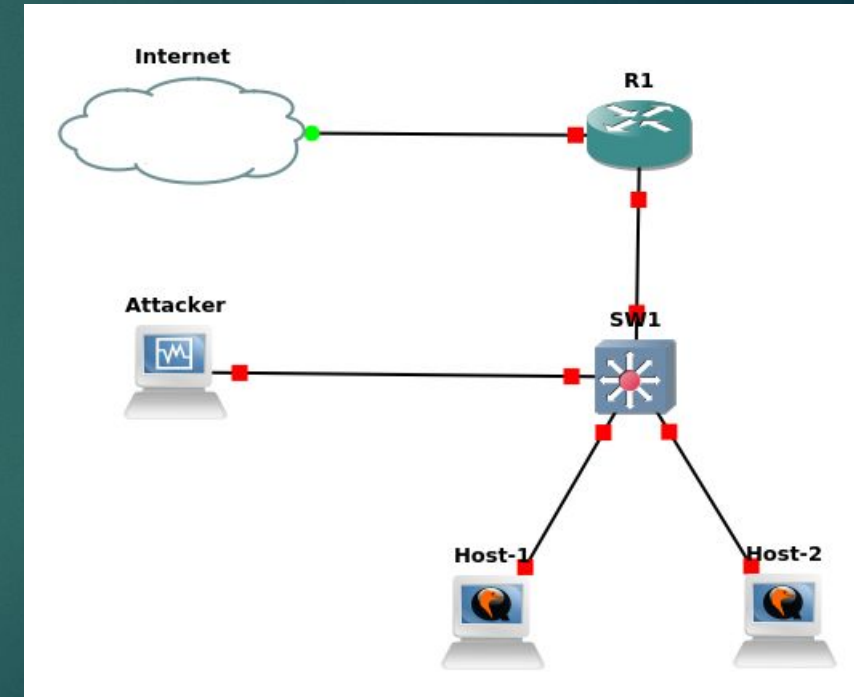 Internet
R1
Attacker
SW1
Host-1
Host-2